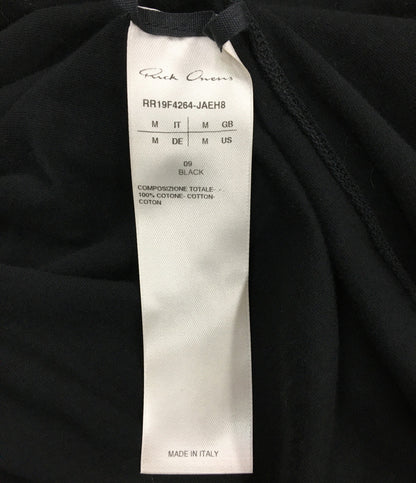 Rick Owens
RR19F4264-JAEH8
M IT M GB
M DE M US
09
BLACK
COMPOSIZIONE TOTALE-
100% COTONE- COTTON-
COTON
MADE IN ITALY